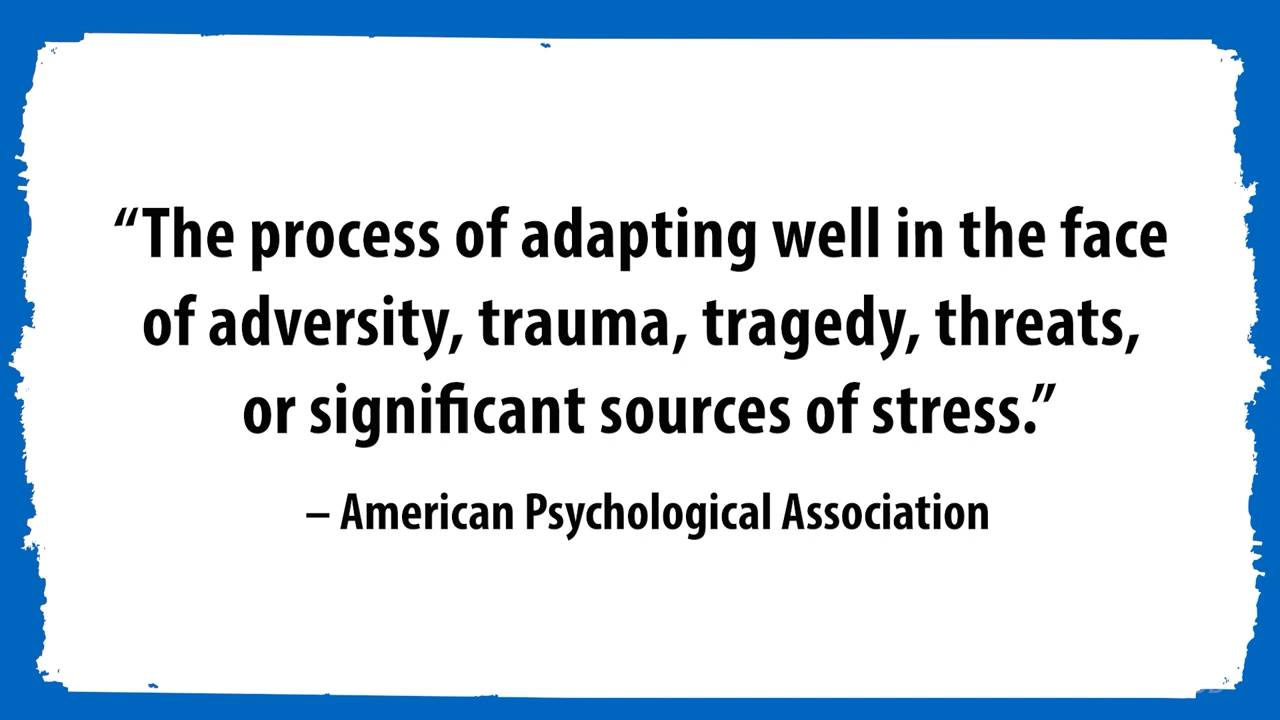 “The process of adapting well in the face
of adversity, trauma, tragedy, threats,
or significant sources of stress.”
– American Psychological Association